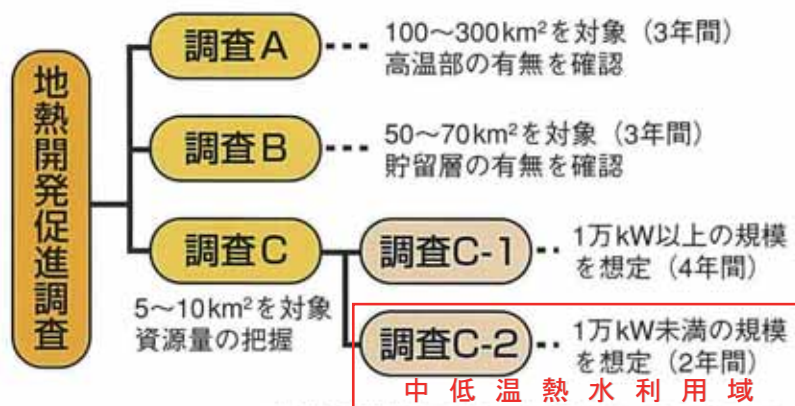 地熱開発促進調査
調査A
100～300km²を対象（3年間）
高温部の有無を確認
調査B
50～70km²を対象（3年間）
貯留層の有無を確認
調査C
5～10km²を対象
資源量の把握
調査C-1
1万kW以上の規模
を想定（4年間）
調査C-2
1万kW未満の規模
を想定（2年間）
中低温熱水利用域